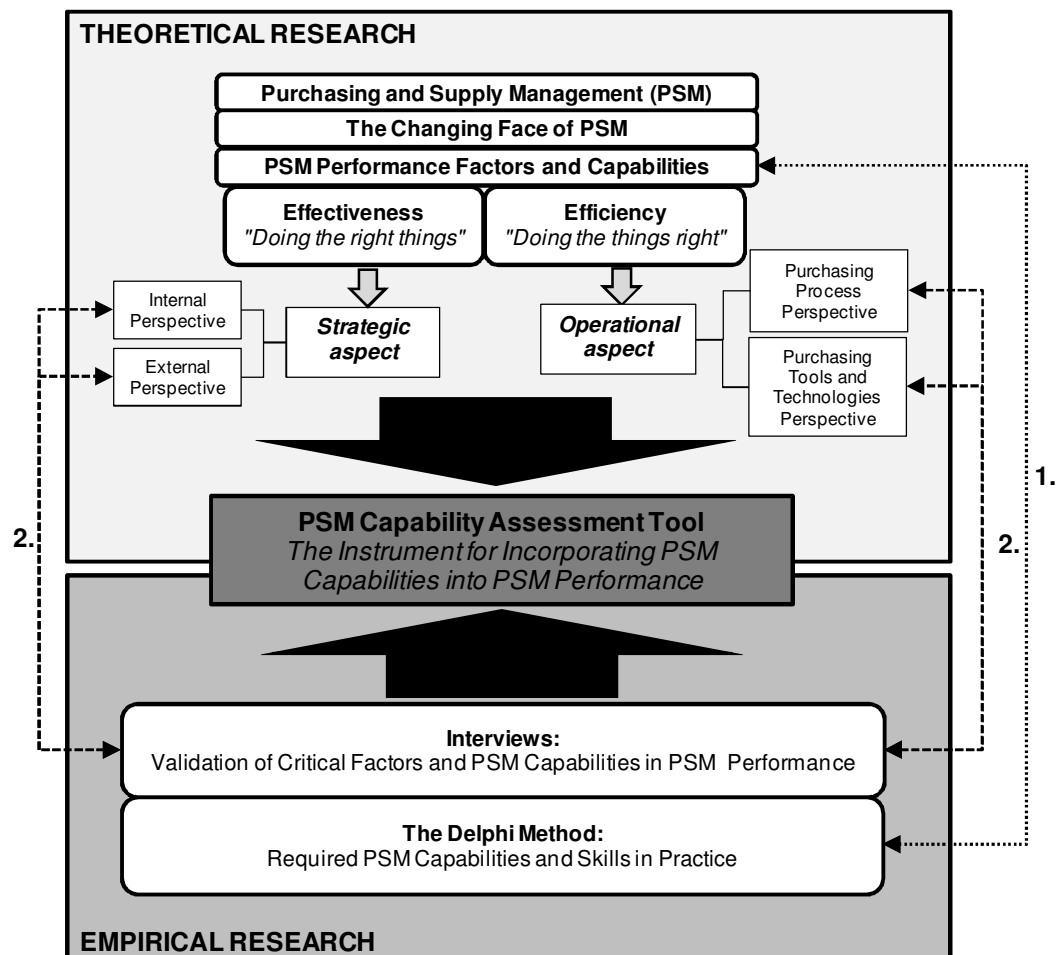 THEORETICAL RESEARCH
Purchasing and Supply Management (PSM)
The Changing Face of PSM
PSM Performance Factors and Capabilities
Effectiveness
"Doing the right things"
Efficiency
"Doing the things right"
Internal
Perspective
External
Perspective
Strategic
aspect
Operational
aspect
Purchasing
Process
Perspective
Purchasing
Tools and
Technologies
Perspective
1.
2.
2.
PSM Capability Assessment Tool
The Instrument for Incorporating PSM
Capabilities into PSM Performance
Interviews:
Validation of Critical Factors and PSM Capabilities in PSM Performance
The Delphi Method:
Required PSM Capabilities and Skills in Practice
EMPIRICAL RESEARCH